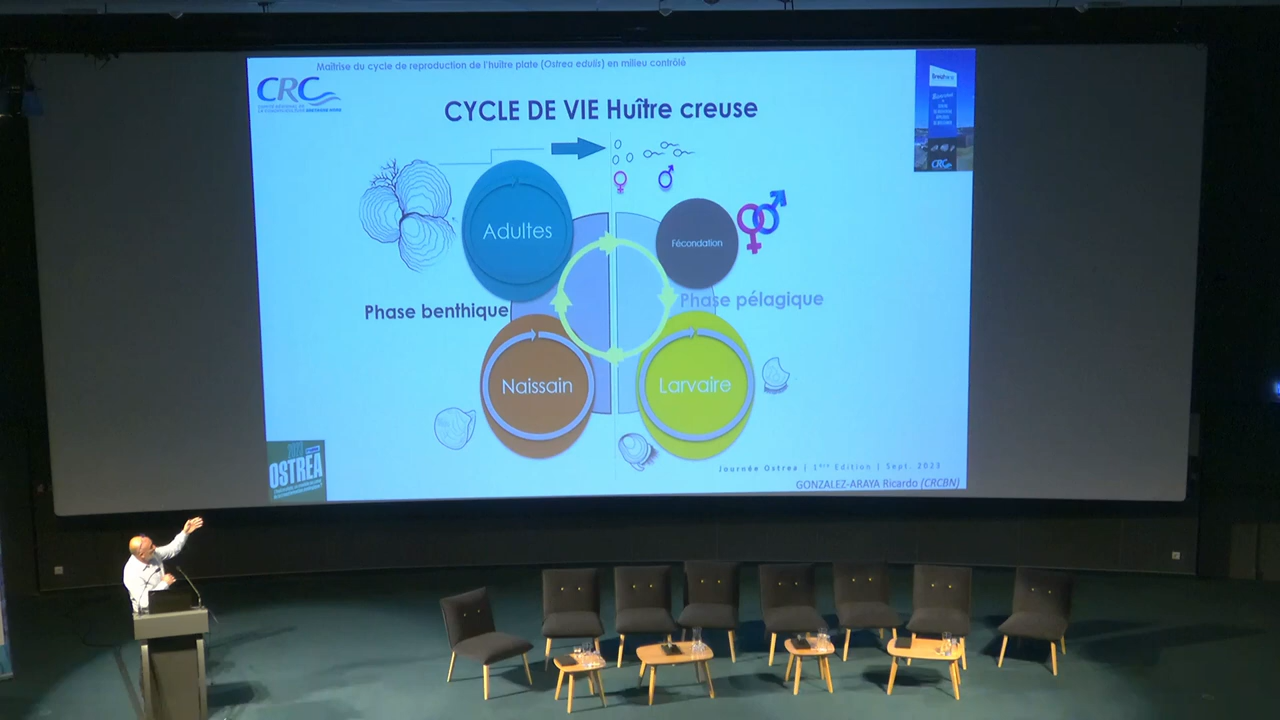 Maîtrise du cycle de reproduction de l'huître plate (Ostrea edulis) en milieu contrôlé
CRC
CYCLE DE VIE Huître creuse
Adultes
Fécondation
Phase benthique
Phase pélagique
Naissain
Larvaire
OSTREA
Journée Ostrea | 1ère Edition | Sept. 2023
GONZALEZ-ARAYA Ricardo (CRCBN)
CRC